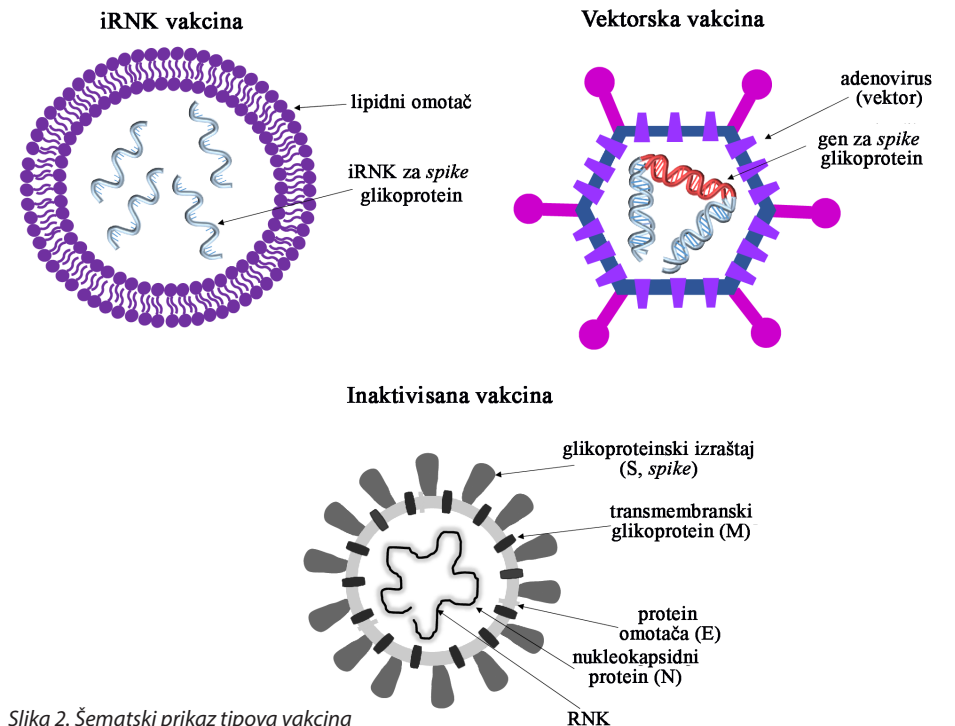 iRNK vakcina
lipidni omotač
iRNK za spike
glikoprotein
Vektorska vakcina
adenovirus
(vektor)
gen za spike
glikoprotein
Inaktivisana vakcina
glikoproteinski izraštaj
(S, spike)
transmembranski
glikoprotein (M)
protein
omotača (E)
nukleokapsidni
protein (N)
RNK
Slika 2. Šematski prikaz tipova vakcina